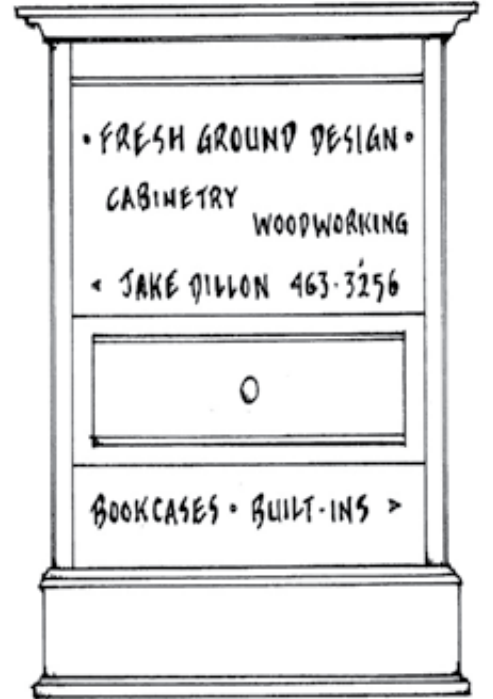 • FRESH GROUND DESIGN •
CABINETRY
WOODWORKING
◂ JAKE DILLON 463·3256
BOOKCASES • BUILT-INS >